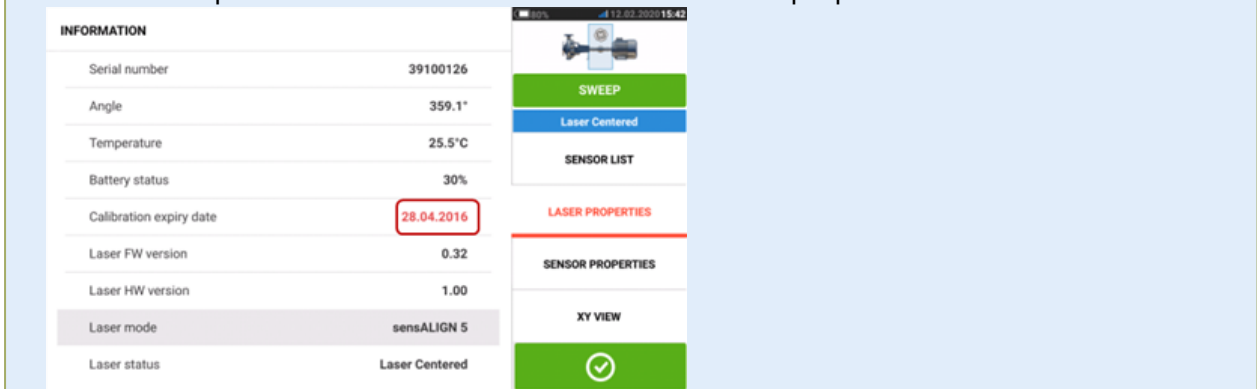 INFORMATION
Serial number 39100126
Angle 359.1°
Temperature 25.5°C
Battery status 30%
Calibration expiry date 28.04.2016
Laser FW version 0.32
Laser HW version 1.00
Laser mode sensALIGN 5
Laser status Laser Centered
80% 12.02.2020 15:42
SWEEP
Laser Centered
SENSOR LIST
LASER PROPERTIES
SENSOR PROPERTIES
XY VIEW